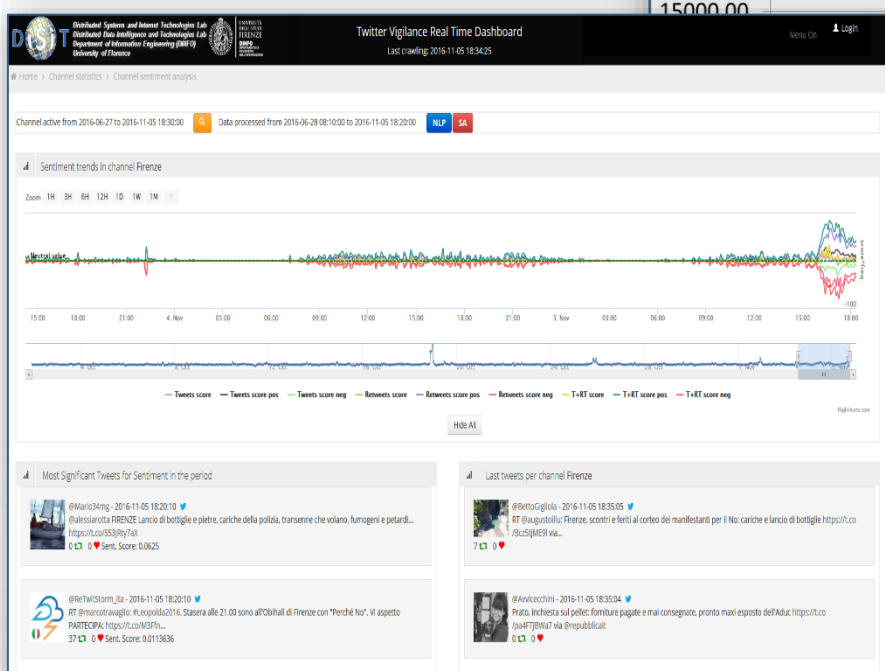 15000.00
Distributed Systems and Internet Technologies Lab
Distributed Data Intelligence and Technologies Lab
Department of Information Engineering (DINFO)
University of Florence
DISIT
UNIVERSITÀ
DEGLI STUDI
FIRENZE
DINFO
Twitter Vigilance Real Time Dashboard
Last crawling: 2016-11-05 18:34:25
Menu On
Login
Home > Channel statistics > Channel sentiment analysis
Channel active from 2016-06-27 to 2016-11-05 18:30:00
Data processed from 2016-06-28 08:10:00 to 2016-11-05 18:20:00
NLP SA
Sentiment trends in channel Firenze
Zoom 1H 3H 6H 12H 1D 1W 1M
Neutral value
-100
15:00 18:00 21:00 4. Nov 03:00 06:00 09:00 12:00 15:00 18:00 21:00 5. Nov 03:00 06:00 09:00 12:00 15:00 18:00
Tweets score Tweets score pos Tweets score neg Retweets score Retweets score pos Retweets score neg T+RT score T+RT score pos T+RT score neg
Highcharts.com
Hide All
Most Significant Tweets for Sentiment in the period
@Mario34mg - 2016-11-05 18:20:10
@alessiarotta FIRENZE Lancio di bottiglie e pietre, cariche della polizia, transenne che volano, fumogeni e petardi...
https://t.co/553jRty7aX
0 0 Sent. Score: 0.0625
@ReTwitStorm_Ita - 2016-11-05 18:20:10
RT @marcotravaglio: #Leopolda2016. Stasera alle 21.00 sono all'Obihall di Firenze con "Perché No". Vi aspetto
PARTECIPA: https://t.co/M3Ffn...
37 0 Sent. Score: 0.0113636
Last tweets per channel Firenze
@BettoGigliola - 2016-11-05 18:35:05
RT @augustoillu: Firenze, scontri e feriti al corteo dei manifestanti per il No: cariche e lancio di bottiglie https://t.co
/BczStJME9l via...
7 0
@Avvicecchini - 2016-11-05 18:35:04
Prato, inchiesta sul pellet: forniture pagate e mai consegnate, pronto maxi esposto dell'Aduc https://t.co
/pa4FTJBWa7 via @repubblicait
0 0